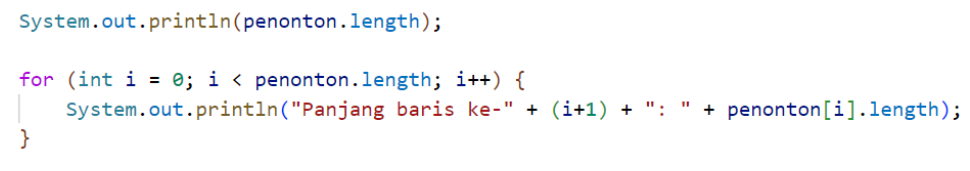 System.out.println(penonton.length);
for (int i = 0; i < penonton.length; i++) {
System.out.println("Panjang baris ke-" + (i+1) + ": " + penonton[i].length);
}